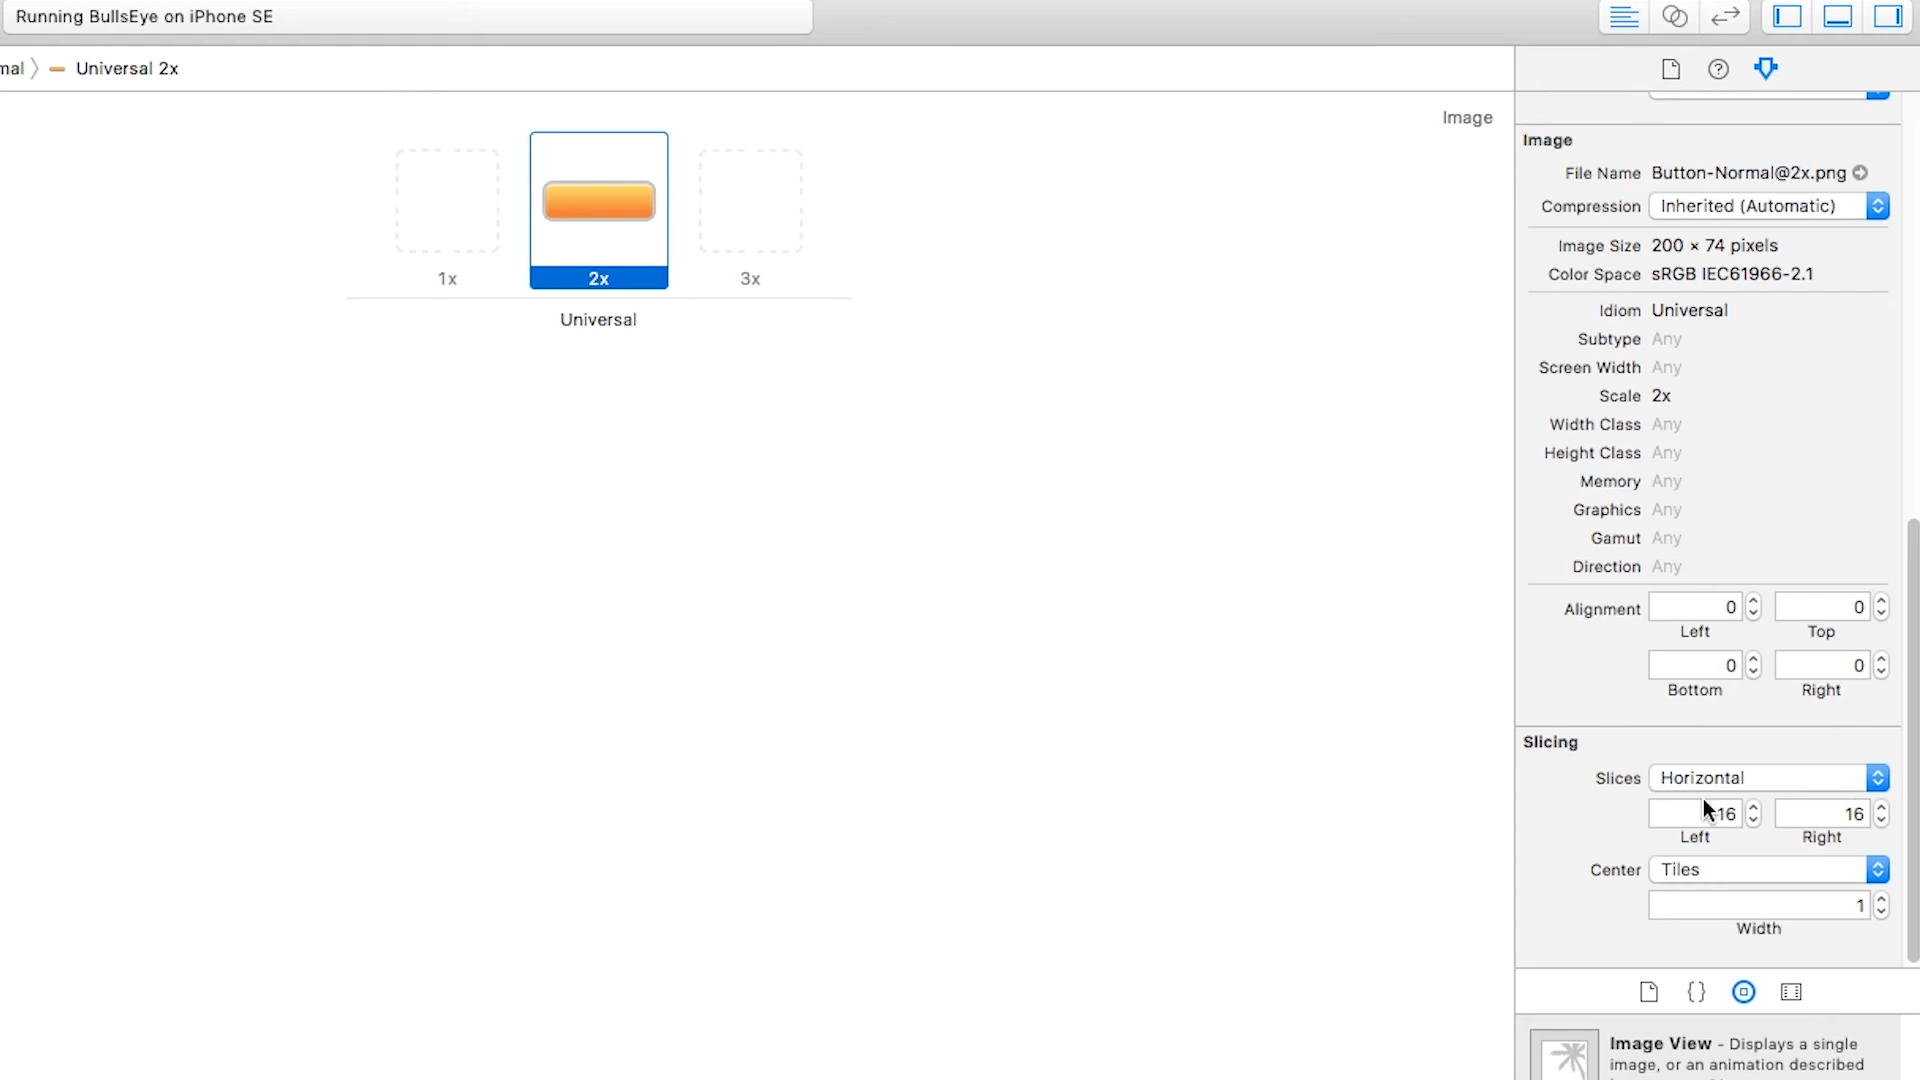 Running BullsEye on iPhone SE
mal 〉 Universal 2x
Image
1x
2x
3x
Universal
Image
File Name Button-Normal@2x.png
Compression Inherited (Automatic)
Image Size 200 × 74 pixels
Color Space sRGB IEC61966-2.1
Idiom Universal
Subtype Any
Screen Width Any
Scale 2x
Width Class Any
Height Class Any
Memory Any
Graphics Any
Gamut Any
Direction Any
Alignment 0 0
Left Top
0 0
Bottom Right
Slicing
Slices Horizontal
16 16
Left Right
Center Tiles
1
Width
{}
Image View - Displays a single
image, or an animation described